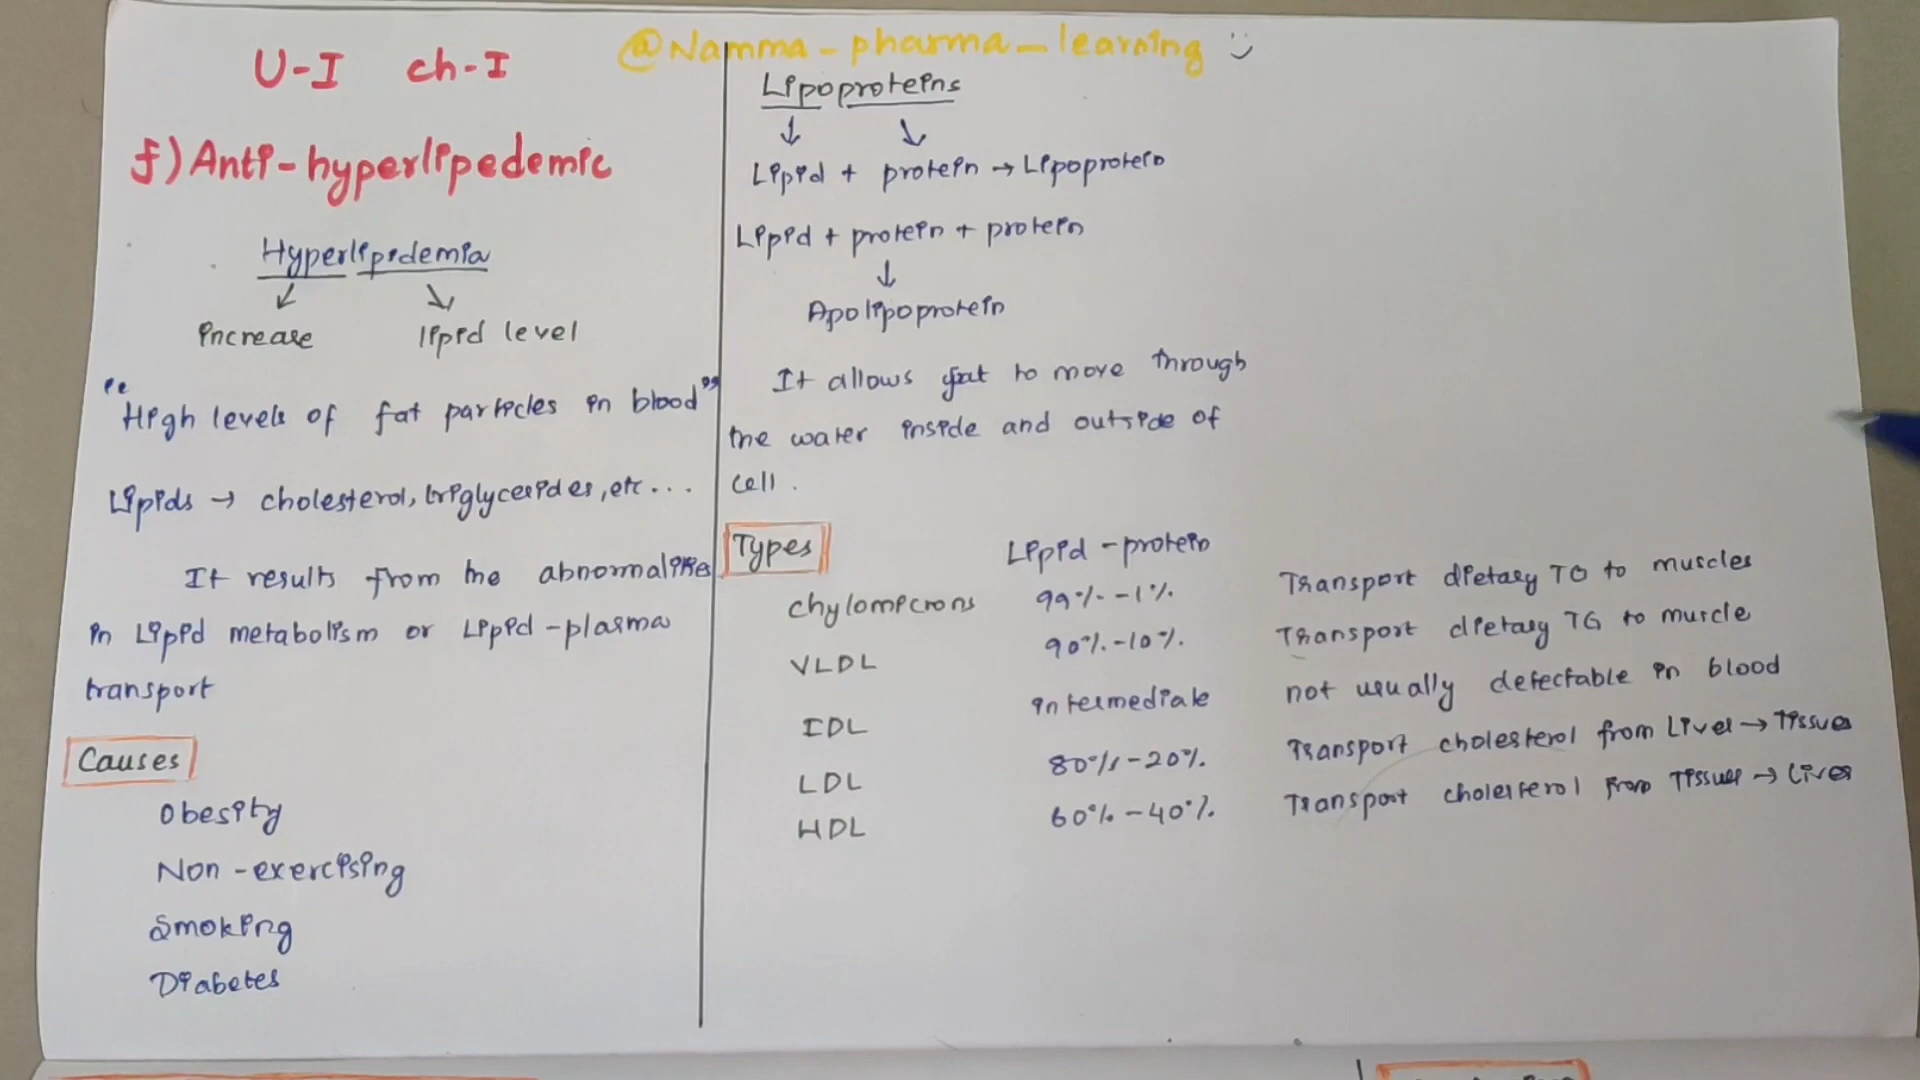 @Namma-pharma-learning
U-I ch-I
f) Anti-hyperlipedemic
Hyperlipidemia
increase lipid level
"High levels of fat particles in blood"
Lipids → cholesterol, triglycerides, etc...
It results from the abnormalities
in Lipid metabolism or Lipid-plasma
transport
Causes
Obesity
Non-exercising
Smoking
Diabetes
Lipoproteins
Lipid + protein → Lipoprotein
Lipid + protein + protein
↓
Apolipoprotein
It allows fat to move through
the water inside and outside of
cell.
Types Lipid-protein
chylomicrons 99%-1% Transport dietary TG to muscles
VLDL 90%-10% Transport dietary TG to muscle
IDL intermediate not usually detectable in blood
LDL 80%-20% Transport cholesterol from Liver → Tissues
HDL 60%-40% Transport cholesterol from Tissues → Liver